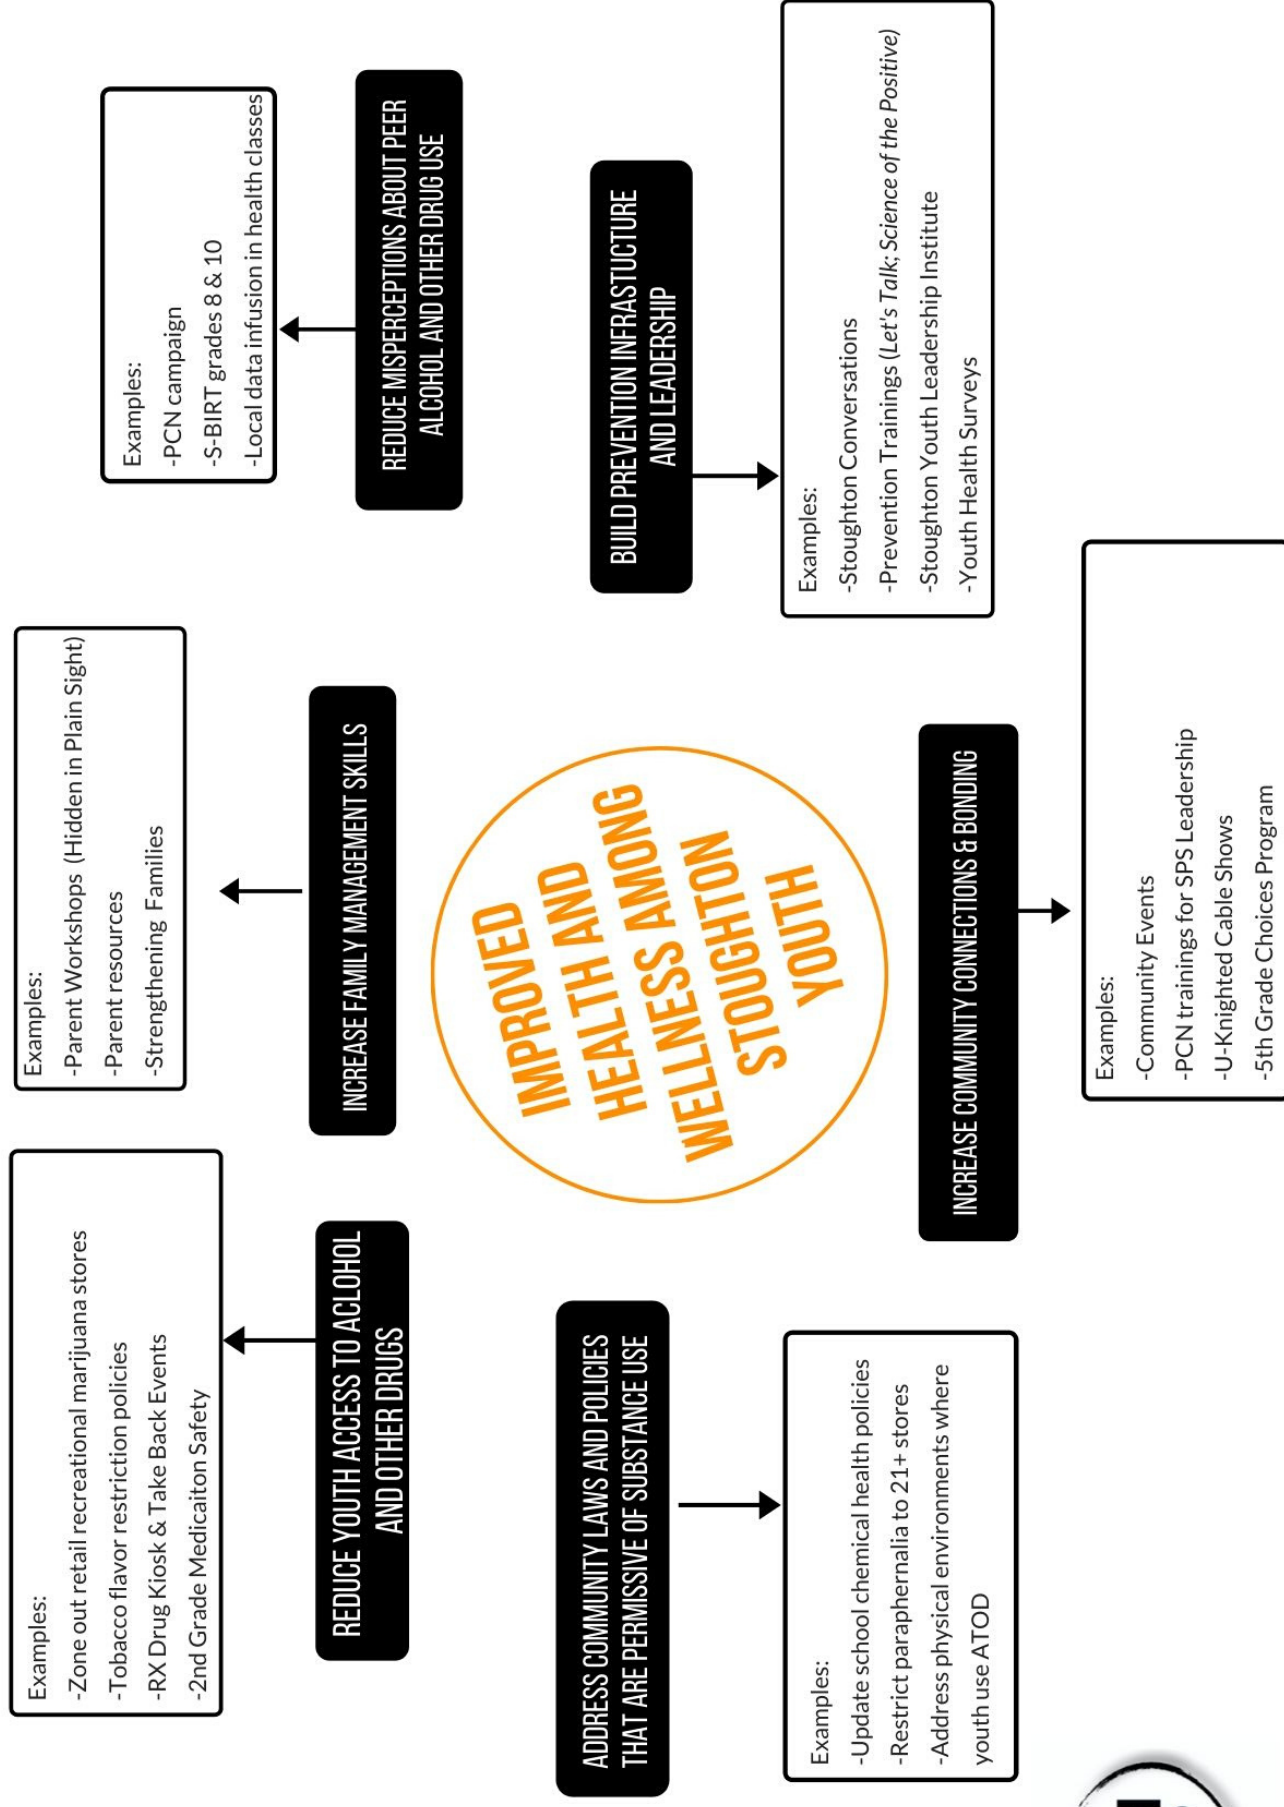 Examples:
-Zone out retail recreational marijuana stores
-Tobacco flavor restriction policies
-RX Drug Kiosk & Take Back Events
-2nd Grade Medicaiton Safety
REDUCE YOUTH ACCESS TO ACLOHOL
AND OTHER DRUGS
Examples:
-Parent Workshops (Hidden in Plain Sight)
-Parent resources
-Strengthening Families
INCREASE FAMILY MANAGEMENT SKILLS
Examples:
-PCN campaign
-S-BIRT grades 8 & 10
-Local data infusion in health classes
REDUCE MISPERCEPTIONS ABOUT PEER
ALCOHOL AND OTHER DRUG USE
IMPROVED
HEALTH AND
WELLNESS AMONG
STOUGHTON
YOUTH
ADDRESS COMMUNITY LAWS AND POLICIES
THAT ARE PERMISSIVE OF SUBSTANCE USE
Examples:
-Update school chemical health policies
-Restrict paraphernalia to 21+ stores
-Address physical environments where
youth use ATOD
INCREASE COMMUNITY CONNECTIONS & BONDING
Examples:
-Community Events
-PCN trainings for SPS Leadership
-U-Knighted Cable Shows
-5th Grade Choices Program
BUILD PREVENTION INFRASTUCTURE
AND LEADERSHIP
Examples:
-Stoughton Conversations
-Prevention Trainings (Let's Talk; Science of the Positive)
-Stoughton Youth Leadership Institute
-Youth Health Surveys